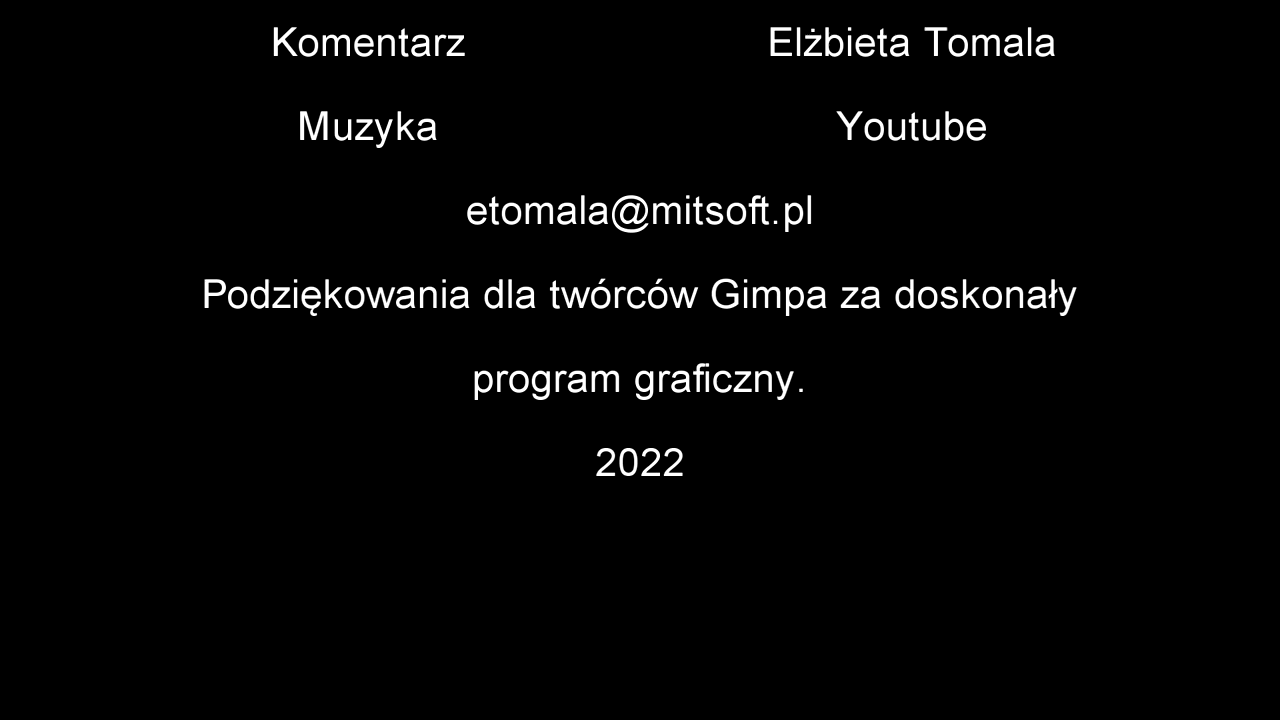 Komentarz Elżbieta Tomala
Muzyka Youtube
etomala@mitsoft.pl
Podziękowania dla twórców Gimpa za doskonały
program graficzny.
2022